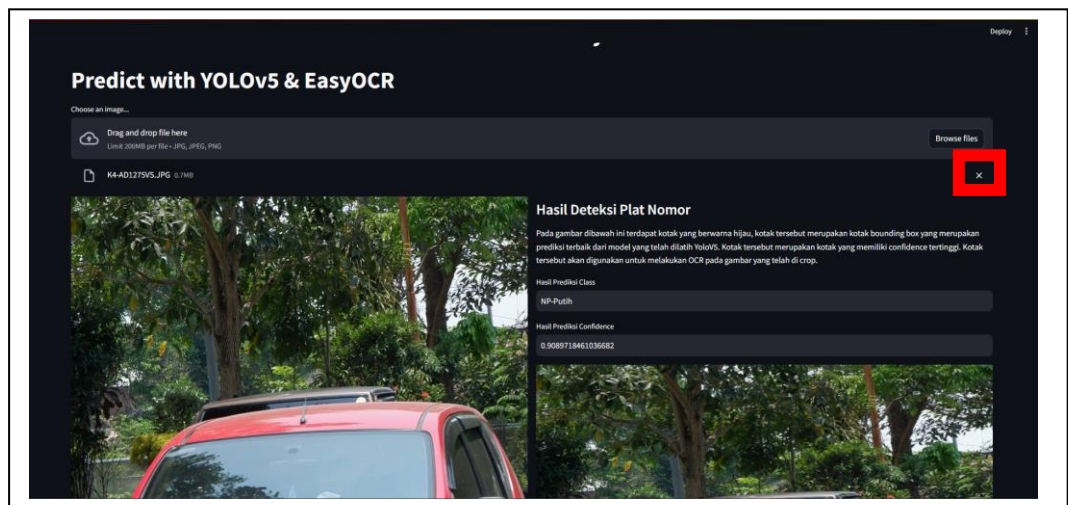 Deploy
Predict with YOLOv5 & EasyOCR
Choose an image...
Drag and drop file here
Limit 200MB per file • JPG, JPEG, PNG
Browse files
K4-AD1275VS.JPG 0.7MB
Hasil Deteksi Plat Nomor
Pada gambar dibawah ini terdapat kotak yang berwarna hijau, kotak tersebut merupakan kotak bounding box yang merupakan
prediksi terbaik dari model yang telah dilatih YoloV5. Kotak tersebut merupakan kotak yang memiliki confidence tertinggi. Kotak
tersebut akan digunakan untuk melakukan OCR pada gambar yang telah di crop.
Hasil Prediksi Class
NP-Putih
Hasil Prediksi Confidence
0.9089718461036682